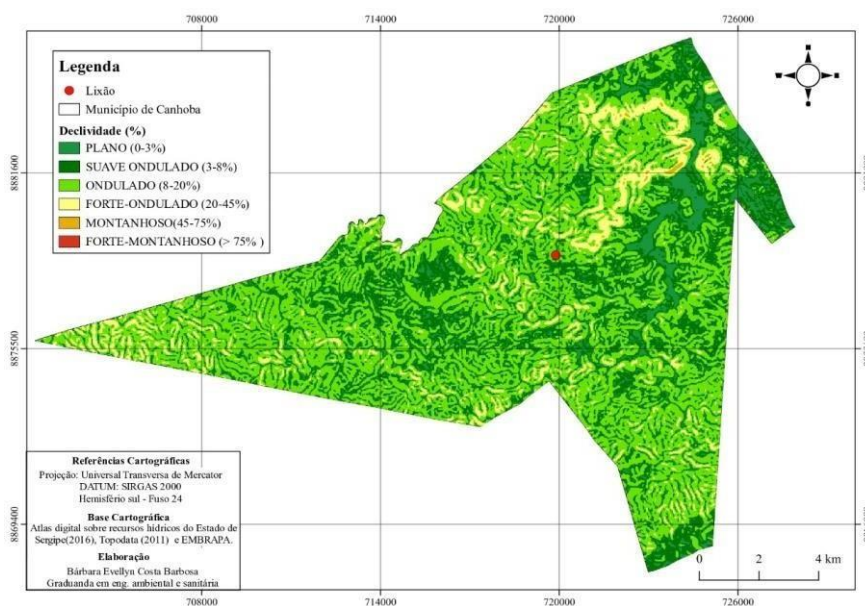 708000 714000 720000 726000
Legenda
Lixão
Município de Canhoba
Declividade (%)
PLANO (0-3%)
SUAVE ONDULADO (3-8%)
ONDULADO (8-20%)
FORTE-ONDULADO (20-45%)
MONTANHOSO(45-75%)
FORTE-MONTANHOSO (> 75% )
8881600
8875500
8869400
Referências Cartográficas
Projeção: Universal Transversa de Mercator
DATUM: SIRGAS 2000
Hemisfério sul - Fuso 24
Base Cartográfica
Atlas digital sobre recursos hídricos do Estado de
Sergipe(2016), Topodata (2011) e EMBRAPA.
Elaboração
Bárbara Evellyn Costa Barbosa
Graduanda em eng. ambiental e sanitária
0 2 4 km
708000 714000 720000 726000